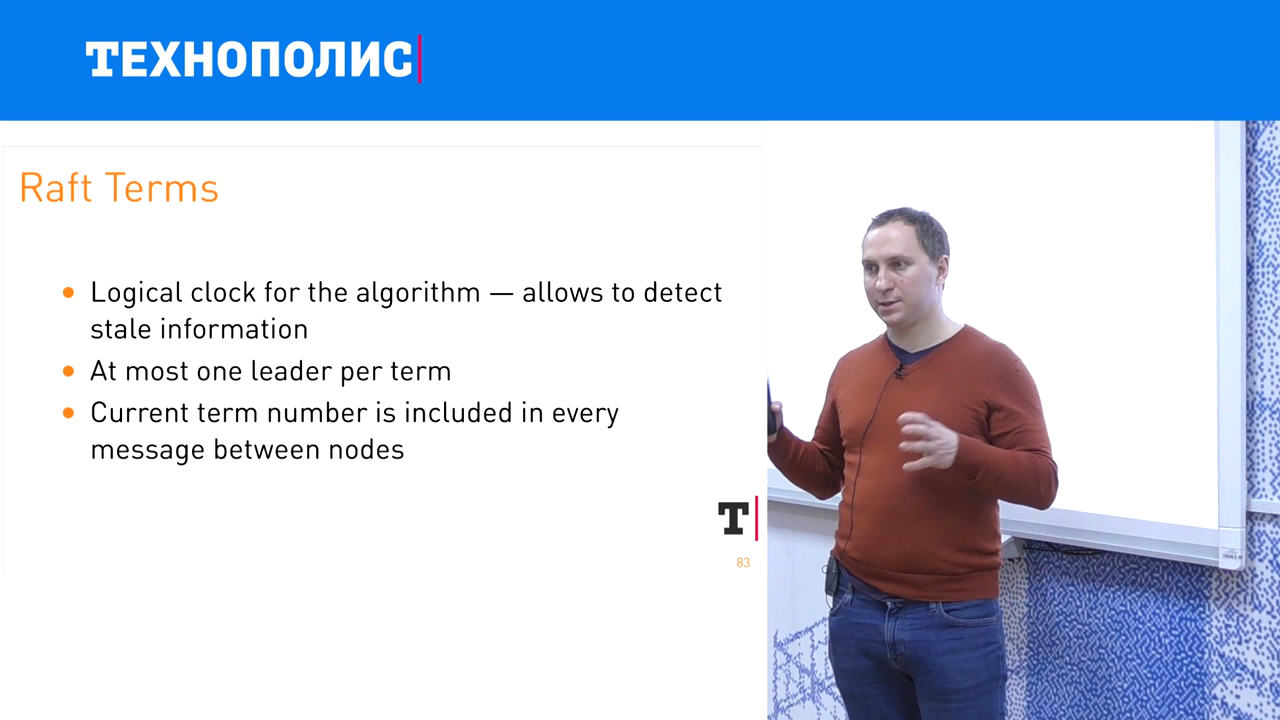 ТЕХНОПОЛИС
Raft Terms
Logical clock for the algorithm — allows to detect
stale information
At most one leader per term
Current term number is included in every
message between nodes
Т
83